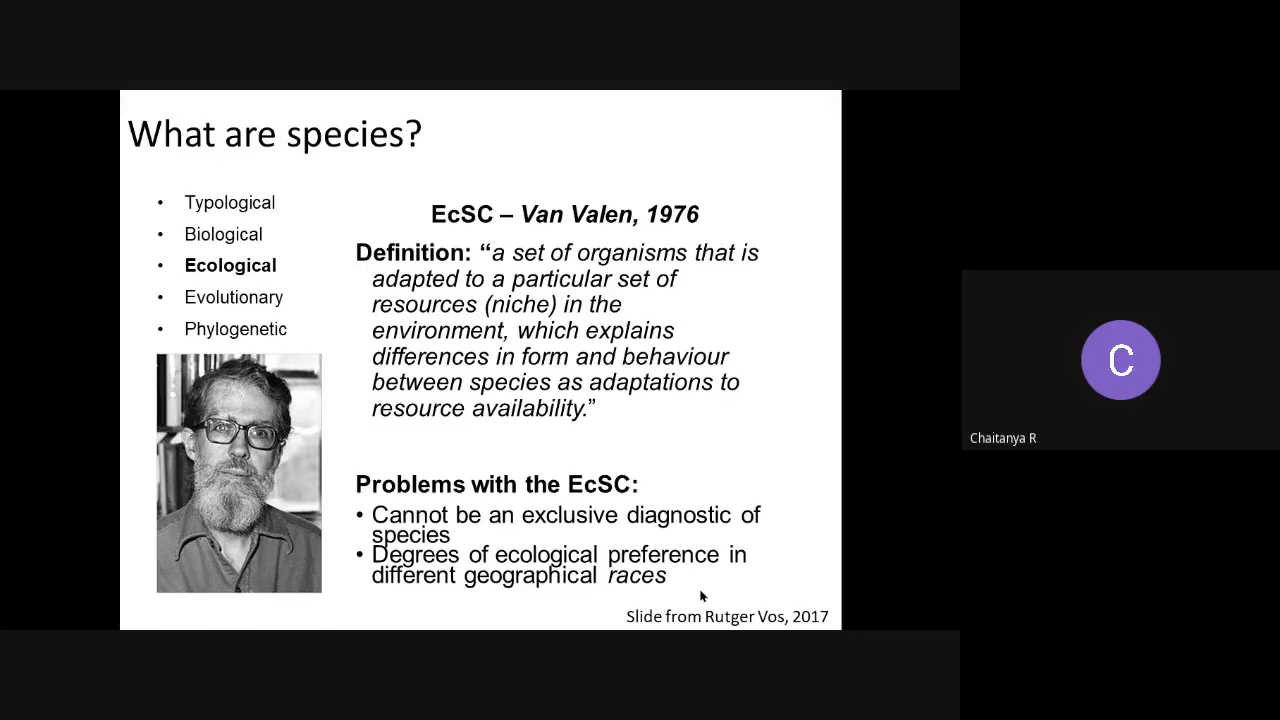 What are species?
• Typological
• Biological
• Ecological
• Evolutionary
• Phylogenetic
EcSC – Van Valen, 1976
Definition: “a set of organisms that is
adapted to a particular set of
resources (niche) in the
environment, which explains
differences in form and behaviour
between species as adaptations to
resource availability.”
Problems with the EcSC:
• Cannot be an exclusive diagnostic of
species
• Degrees of ecological preference in
different geographical races
Slide from Rutger Vos, 2017
C
Chaitanya R